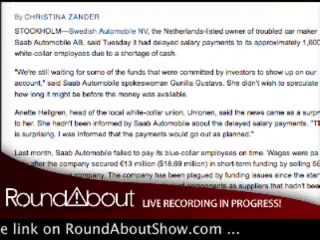 By CHRISTINA ZANDER
STOCKHOLM—Swedish Automobile NV, the Netherlands-listed owner of troubled car maker
Saab Automobile AB, said Tuesday it had delayed salary payments to its approximately 1,600
white-collar employees due to a shortage of cash.
"We're still waiting for some of the funds that were committed by investors to show up on our
account," said Saab Automobile spokeswoman Gunilla Gustavs. She didn't wish to speculate
how long it might be before the money was available.
Anette Hellgren, head of the local white-collar union, Unionen, said the news came as a surpr
to her. She hadn't been informed by Saab Automobile about the delayed salary payments. "T
is surprising. I was informed that the payments would go out as planned."
Last month, Saab Automobile failed to pay its blue-collar employees on time. Wages were pa
after the company secured €13 million ($18.69 million) in short-term funding by selling
company. The company has been plagued by funding issues since the
components as suppliers that hadn't been
RoundAbout LIVE RECORDING IN PROGRESS!
e link on RoundAboutShow.com ...